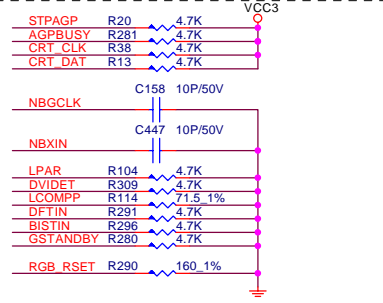 VCC3
STPAGP R20 4.7K
AGPBUSY R281 4.7K
CRT_CLK R38 4.7K
CRT_DAT R13 4.7K
C158 10P/50V
NBGCLK
C447 10P/50V
NBXIN
LPAR R104 4.7K
DVIDET R309 4.7K
LCOMPP R114 71.5_1%
DFTIN R291 4.7K
BISTIN R296 4.7K
GSTANDBY R280 4.7K
RGB_RSET R290 160_1%